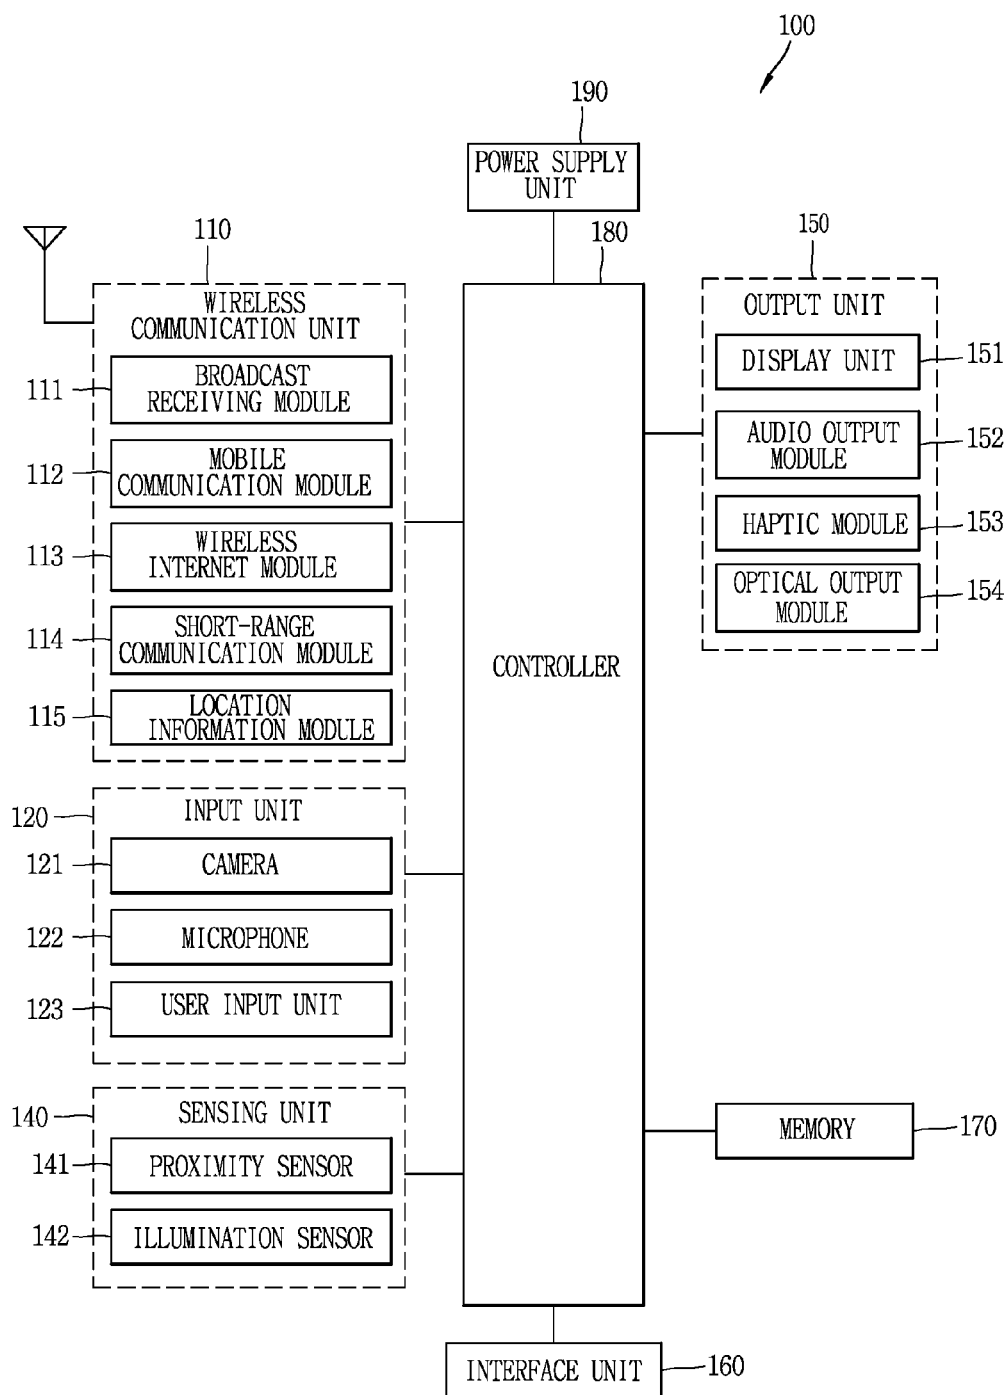 100
190
POWER SUPPLY
UNIT
180
110
WIRELESS
COMMUNICATION UNIT
111
BROADCAST
RECEIVING MODULE
112
MOBILE
COMMUNICATION MODULE
113
WIRELESS
INTERNET MODULE
114
SHORT-RANGE
COMMUNICATION MODULE
115
LOCATION
INFORMATION MODULE
120
INPUT UNIT
121
CAMERA
122
MICROPHONE
123
USER INPUT UNIT
140
SENSING UNIT
141
PROXIMITY SENSOR
142
ILLUMINATION SENSOR
CONTROLLER
150
OUTPUT UNIT
DISPLAY UNIT
151
AUDIO OUTPUT
MODULE
152
HAPTIC MODULE
153
OPTICAL OUTPUT
MODULE
154
MEMORY
170
INTERFACE UNIT
160